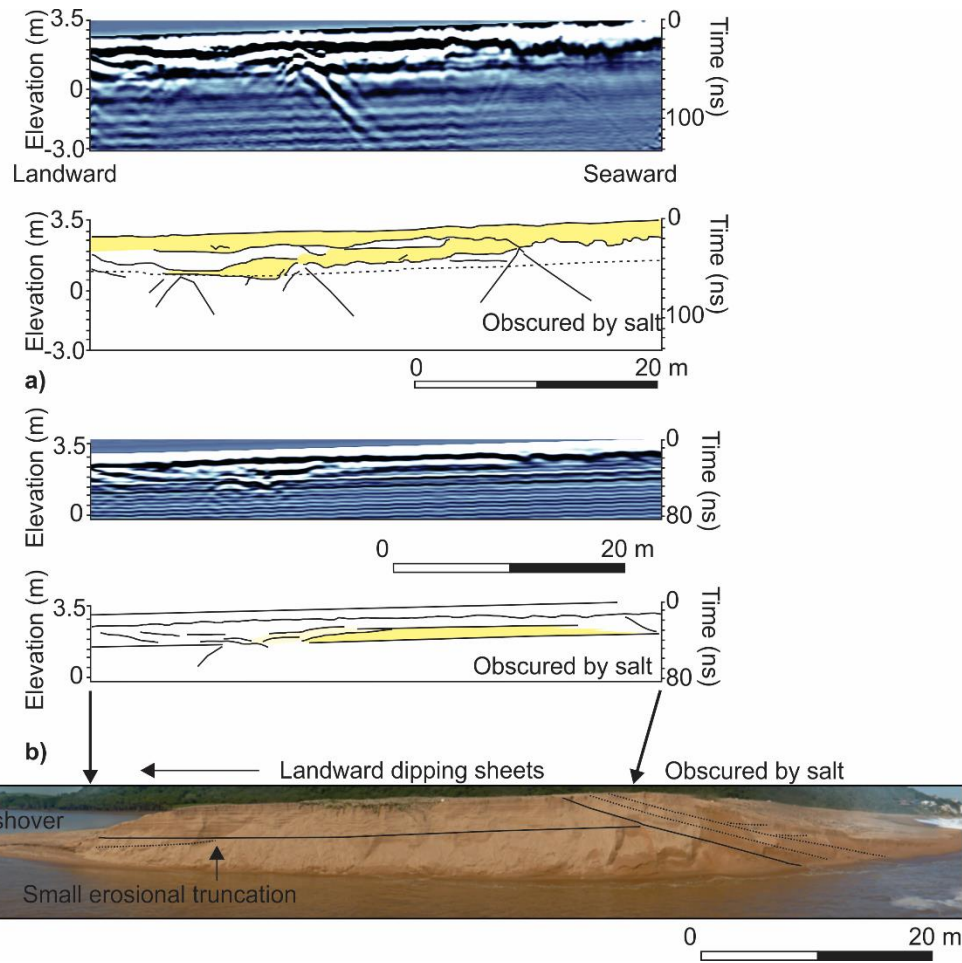 3.5
0
-3.0
Elevation (m)
0
100
Time (ns)
Landward
Seaward
3.5
0
-3.0
Elevation (m)
0
100
Time (ns)
Obscured by salt
a)
0
20 m
3.5
0
Elevation (m)
0
80
Time (ns)
0
20 m
3.5
0
Elevation (m)
0
80
Time (ns)
Obscured by salt
b)
Landward dipping sheets
Obscured by salt
shover
Small erosional truncation
0
20 m